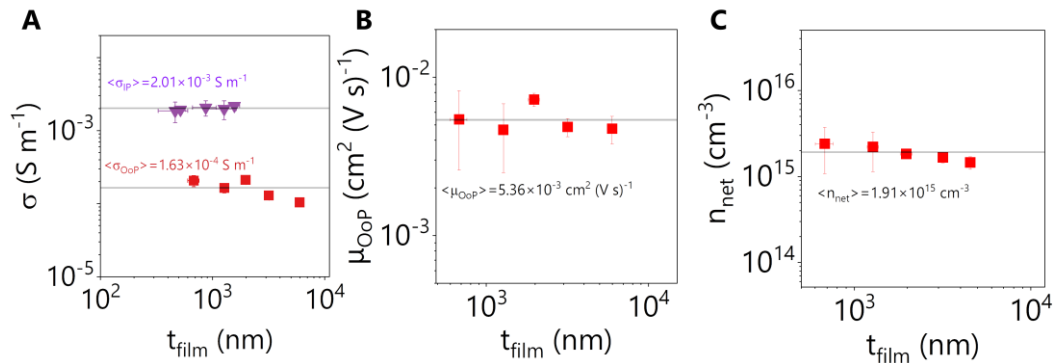 A
B
C
σ (S m⁻¹)
10⁻³
10⁻⁵
<σ_IP>=2.01×10⁻³ S m⁻¹
<σ_OoP>=1.63×10⁻⁴ S m⁻¹
10² 10³ 10⁴
t_film (nm)
μ_OoP (cm² (V s)⁻¹)
10⁻²
10⁻³
<μ_OoP>=5.36×10⁻³ cm² (V s)⁻¹
10³ 10⁴
t_film (nm)
n_net (cm⁻³)
10¹⁶
10¹⁵
10¹⁴
<n_net>=1.91×10¹⁵ cm⁻³
10³ 10⁴
t_film (nm)